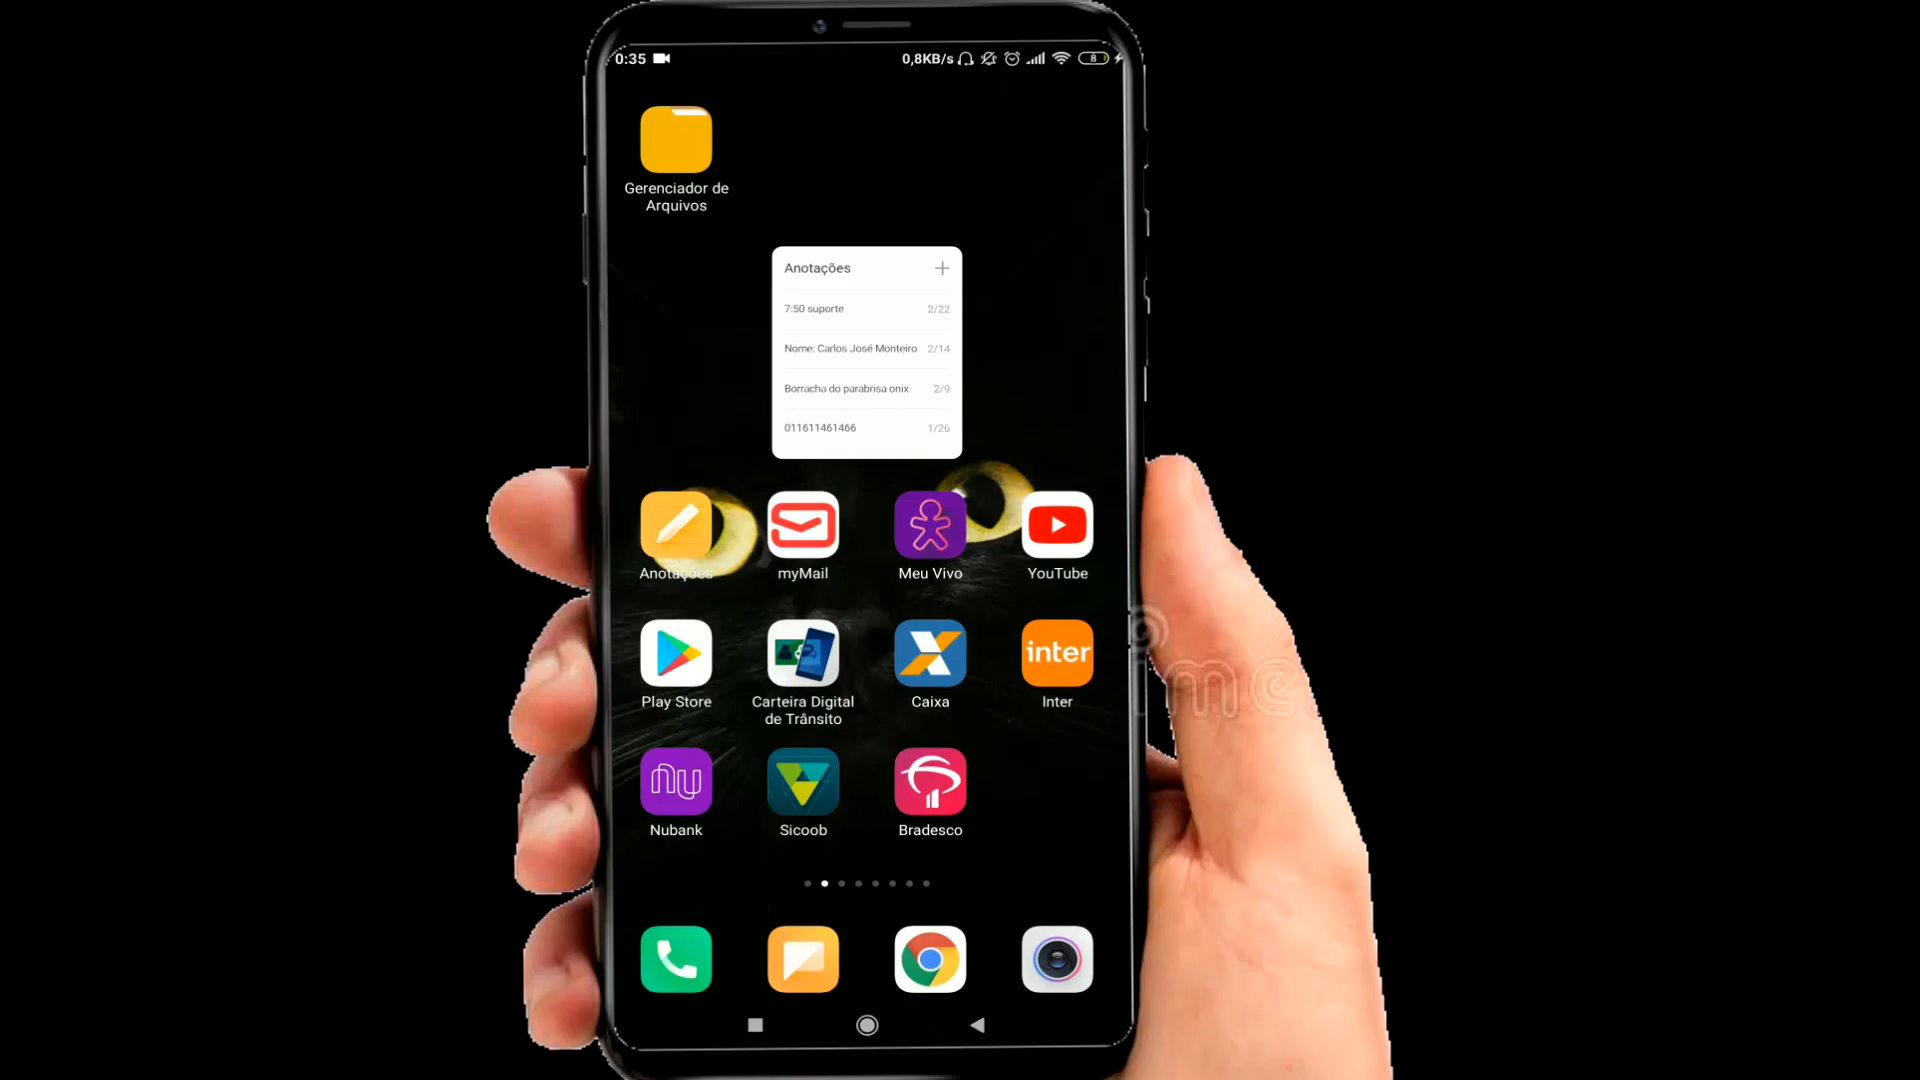 0:35
0,8KB/s
8
Gerenciador de
Arquivos
Anotações
7:50 suporte 2/22
Nome: Carlos José Monteiro 2/14
Borracha do parabrisa onix 2/9
011611461466 1/26
Anotações myMail Meu Vivo YouTube
inter
Play Store Carteira Digital Caixa Inter
de Trânsito
nu
Nubank Sicoob Bradesco